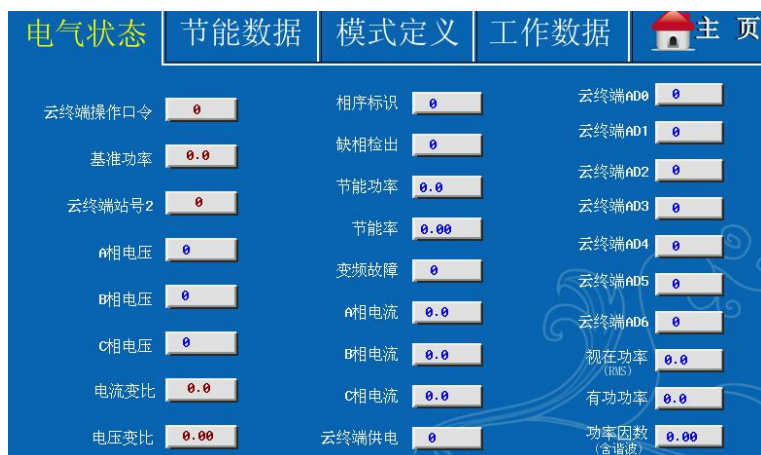 电气状态 节能数据 模式定义 工作数据 主 页
云终端操作口令 0
基准功率 0.0
云终端站号2 0
A相电压 0
B相电压 0
C相电压 0
电流变比 0.0
电压变比 0.00
相序标识 0
缺相检出 0
节能功率 0.0
节能率 0.00
变频故障 0
A相电流 0.0
B相电流 0.0
C相电流 0.0
云终端供电 0
云终端AD0 0
云终端AD1 0
云终端AD2 0
云终端AD3 0
云终端AD4 0
云终端AD5 0
云终端AD6 0
视在功率 0.0
(RMS)
有功功率 0.0
功率因数 0.00
(含谐波)